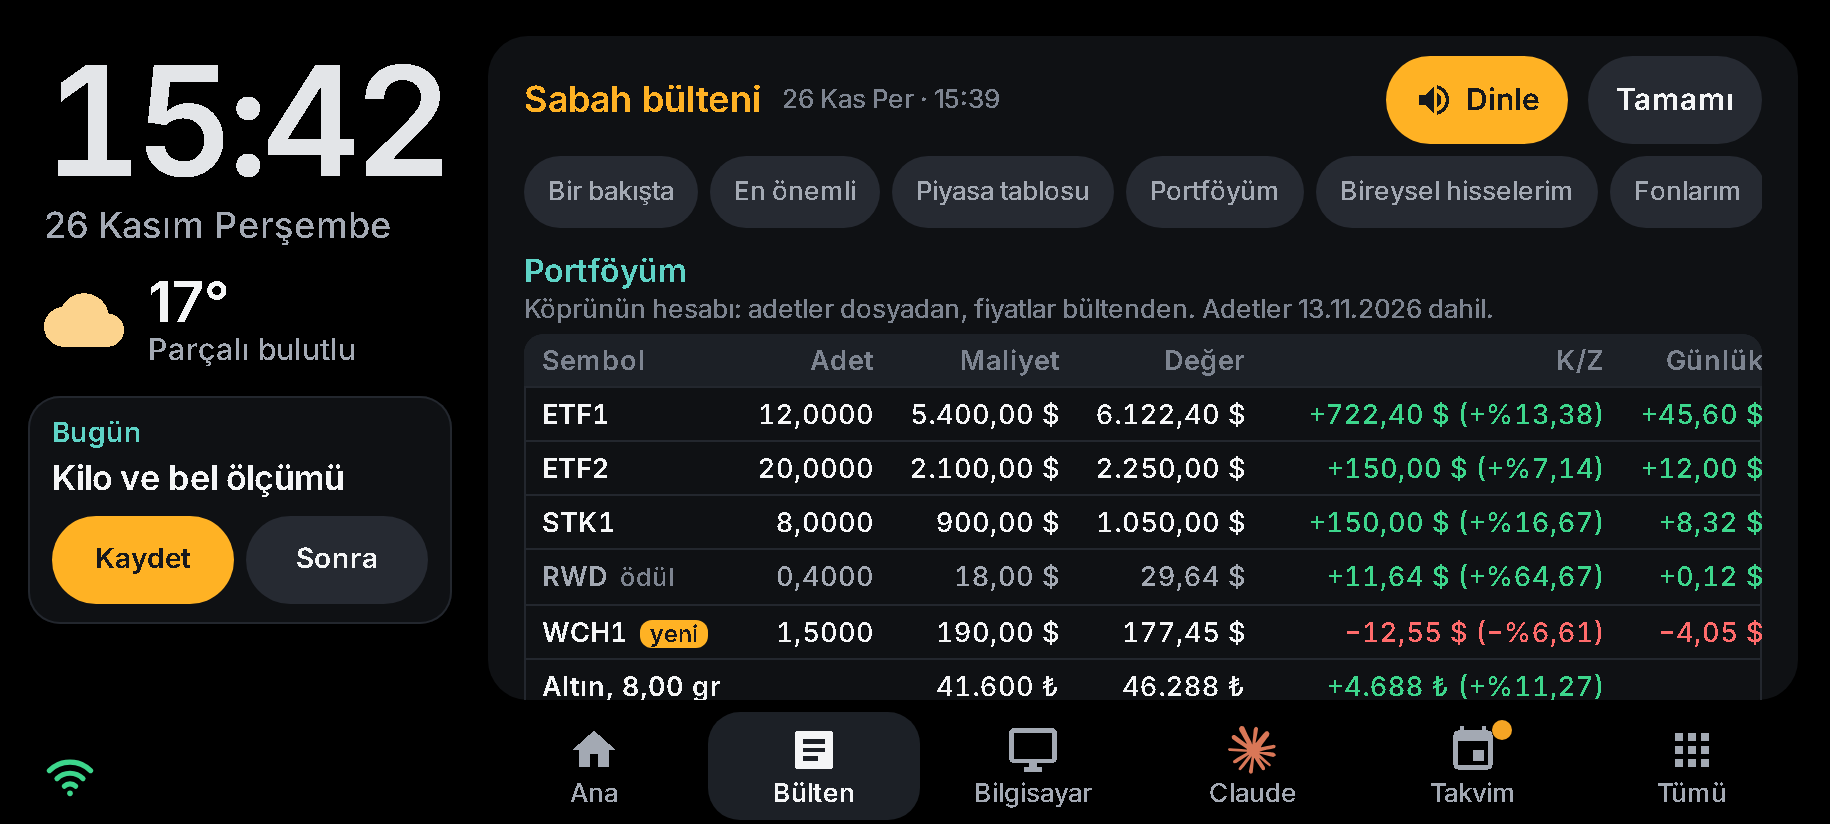 15:42
26 Kasım Perşembe
17°
Parçalı bulutlu
Bugün
Kilo ve bel ölçümü
Kaydet Sonra
Sabah bülteni 26 Kas Per · 15:39 Dinle Tamamı
Bir bakışta En önemli Piyasa tablosu Portföyüm Bireysel hisselerim Fonlarım
Portföyüm
Köprünün hesabı: adetler dosyadan, fiyatlar bültenden. Adetler 13.11.2026 dahil.
Sembol Adet Maliyet Değer K/Z Günlük
ETF1 12,0000 5.400,00 $ 6.122,40 $ +722,40 $ (+%13,38) +45,60 $
ETF2 20,0000 2.100,00 $ 2.250,00 $ +150,00 $ (+%7,14) +12,00 $
STK1 8,0000 900,00 $ 1.050,00 $ +150,00 $ (+%16,67) +8,32 $
RWD ödül 0,4000 18,00 $ 29,64 $ +11,64 $ (+%64,67) +0,12 $
WCH1 yeni 1,5000 190,00 $ 177,45 $ −12,55 $ (−%6,61) −4,05 $
Altın, 8,00 gr 41.600 ₺ 46.288 ₺ +4.688 ₺ (+%11,27)
Ana Bülten Bilgisayar Claude Takvim Tümü